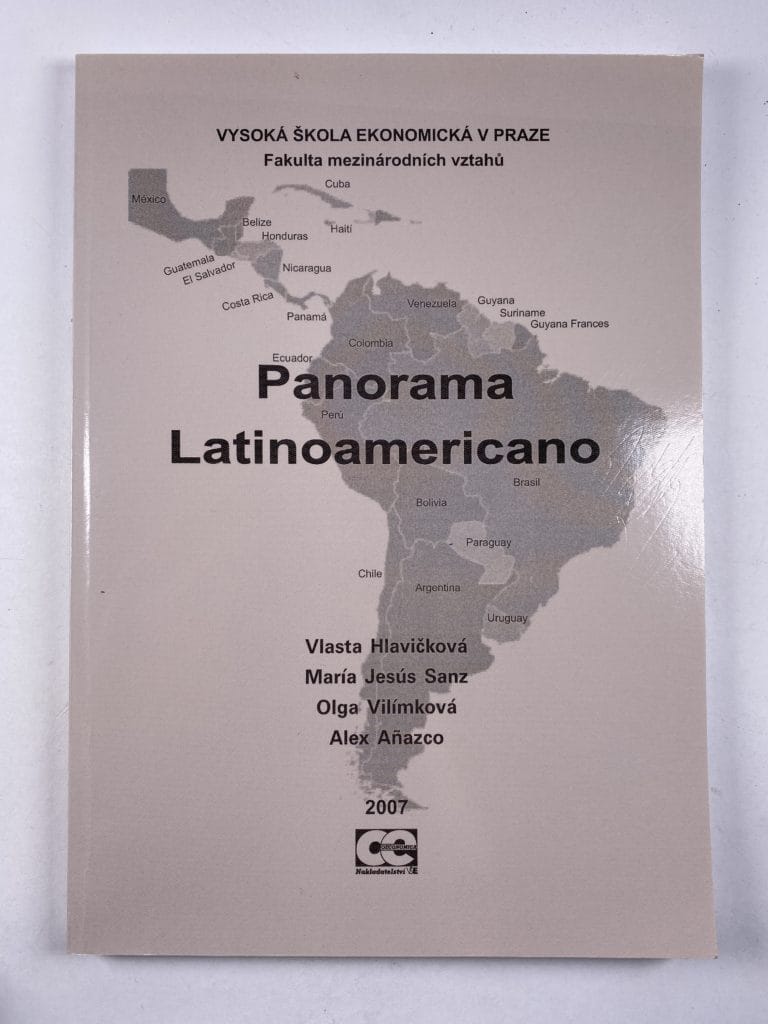 VYSOKÁ ŠKOLA EKONOMICKÁ V PRAZE
Fakulta mezinárodních vztahů
Cuba
México
Belize
Haití
Honduras
Guatemala
El Salvador
Nicaragua
Costa Rica
Panamá
Venezuela
Guyana
Suriname
Guyana Frances
Colombia
Ecuador
Panorama
Perú
Latinoamericano
Brasil
Bolivia
Paraguay
Chile
Argentina
Uruguay
Vlasta Hlavičková
María Jesús Sanz
Olga Vilímková
Alex Añazco
2007
OECONOMICA
Nakladatelství VŠE